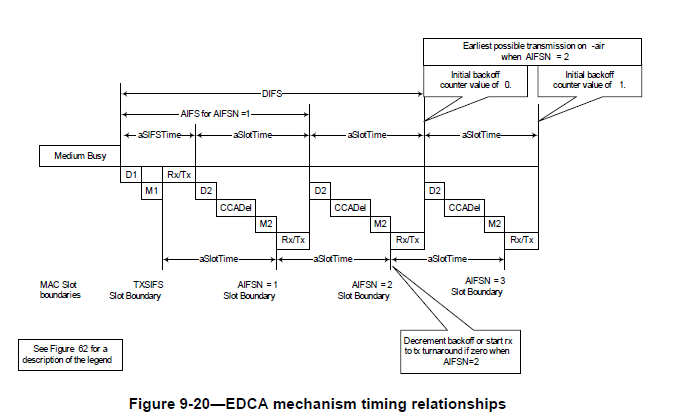 Earliest possible transmission on -air
when AIFSN = 2
Initial backoff
counter value of 0.
Initial backoff
counter value of 1.
DIFS
AIFS for AIFSN =1
aSIFSTime
aSlotTime
aSlotTime
aSlotTime
Medium Busy
D1
Rx/Tx
M1
D2
D2
D2
CCADel
CCADel
CCADel
M2
M2
M2
Rx/Tx
Rx/Tx
Rx/Tx
aSlotTime
aSlotTime
aSlotTime
MAC Slot
boundaries
TXSIFS
Slot Boundary
AIFSN = 1
Slot Boundary
AIFSN = 2
Slot Boundary
AIFSN = 3
Slot Boundary
See Figure 62 for a
description of the legend
Decrement backoff or start rx
to tx turnaround if zero when
AIFSN=2
Figure 9-20—EDCA mechanism timing relationships